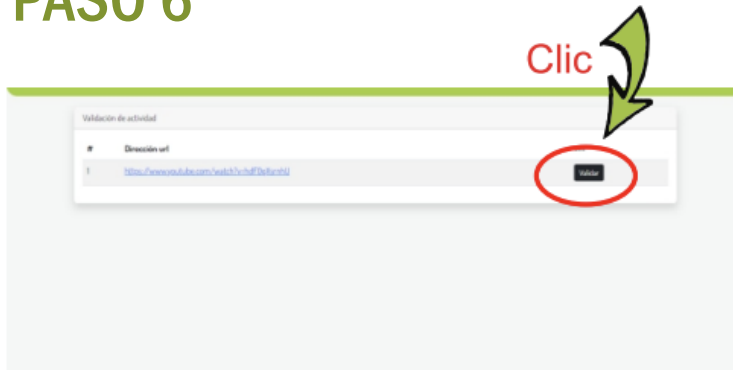 PASO 6
Clic
Validación de actividad
# Dirección url
1
Validar